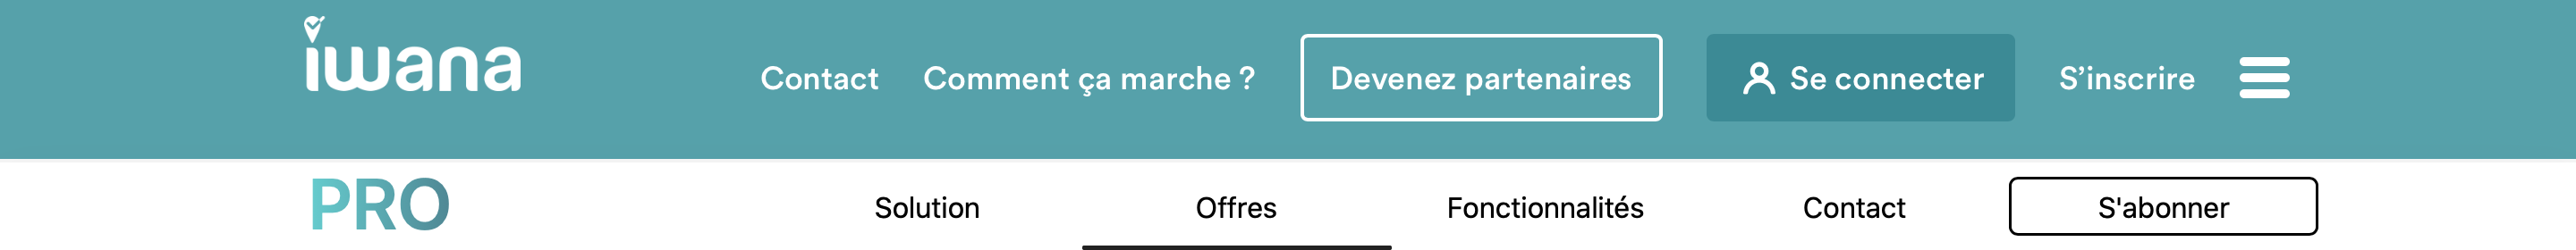 iwana
Contact Comment ça marche ? Devenez partenaires Se connecter S’inscrire
PRO Solution Offres Fonctionnalités Contact S'abonner